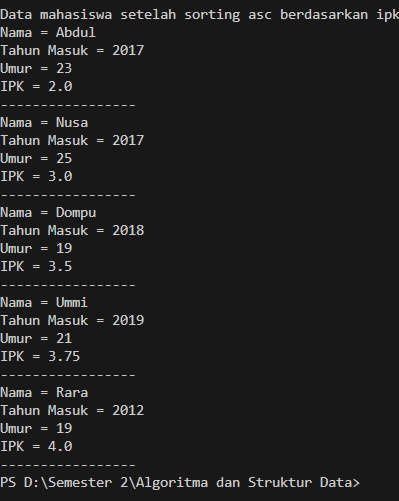 Data mahasiswa setelah sorting asc berdasarkan ipk
Nama = Abdul
Tahun Masuk = 2017
Umur = 23
IPK = 2.0
-----------------
Nama = Nusa
Tahun Masuk = 2017
Umur = 25
IPK = 3.0
-----------------
Nama = Dompu
Tahun Masuk = 2018
Umur = 19
IPK = 3.5
-----------------
Nama = Ummi
Tahun Masuk = 2019
Umur = 21
IPK = 3.75
-----------------
Nama = Rara
Tahun Masuk = 2012
Umur = 19
IPK = 4.0
-----------------
PS D:\Semester 2\Algoritma dan Struktur Data>